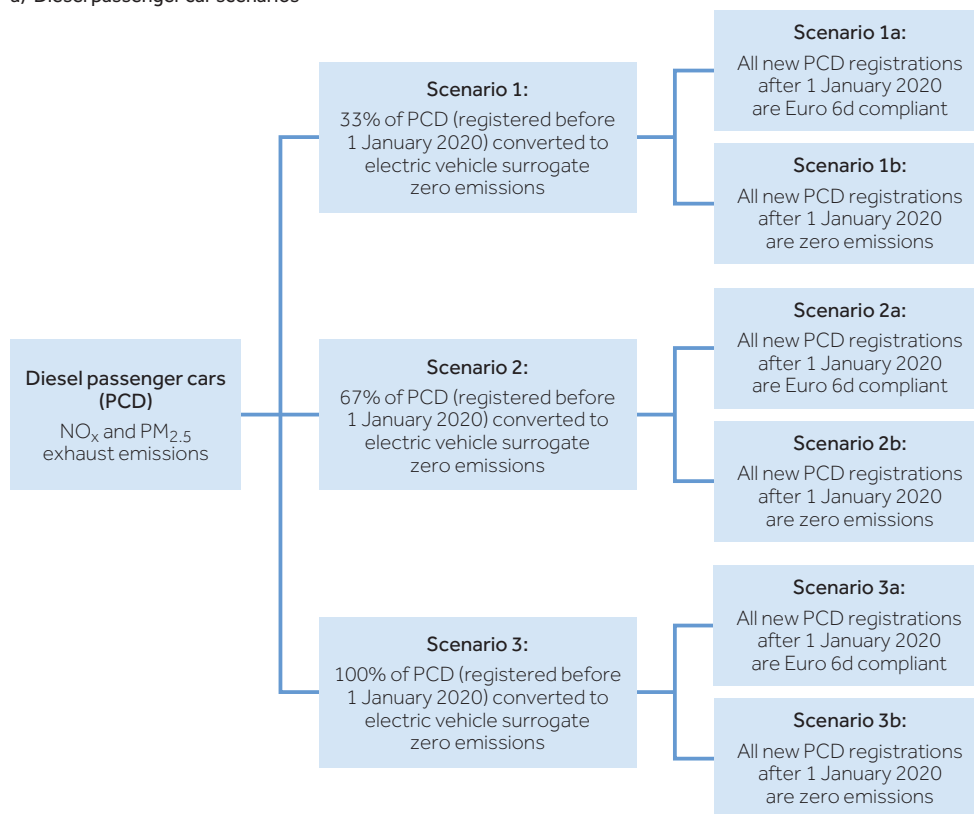 a) Diesel passenger car scenarios
Diesel passenger cars
(PCD)
NOx and PM2.5
exhaust emissions
Scenario 1:
33% of PCD (registered before
1 January 2020) converted to
electric vehicle surrogate
zero emissions
Scenario 1a:
All new PCD registrations
after 1 January 2020
are Euro 6d compliant
Scenario 1b:
All new PCD registrations
after 1 January 2020
are zero emissions
Scenario 2:
67% of PCD (registered before
1 January 2020) converted to
electric vehicle surrogate
zero emissions
Scenario 2a:
All new PCD registrations
after 1 January 2020
are Euro 6d compliant
Scenario 2b:
All new PCD registrations
after 1 January 2020
are zero emissions
Scenario 3:
100% of PCD (registered before
1 January 2020) converted to
electric vehicle surrogate
zero emissions
Scenario 3a:
All new PCD registrations
after 1 January 2020
are Euro 6d compliant
Scenario 3b:
All new PCD registrations
after 1 January 2020
are zero emissions